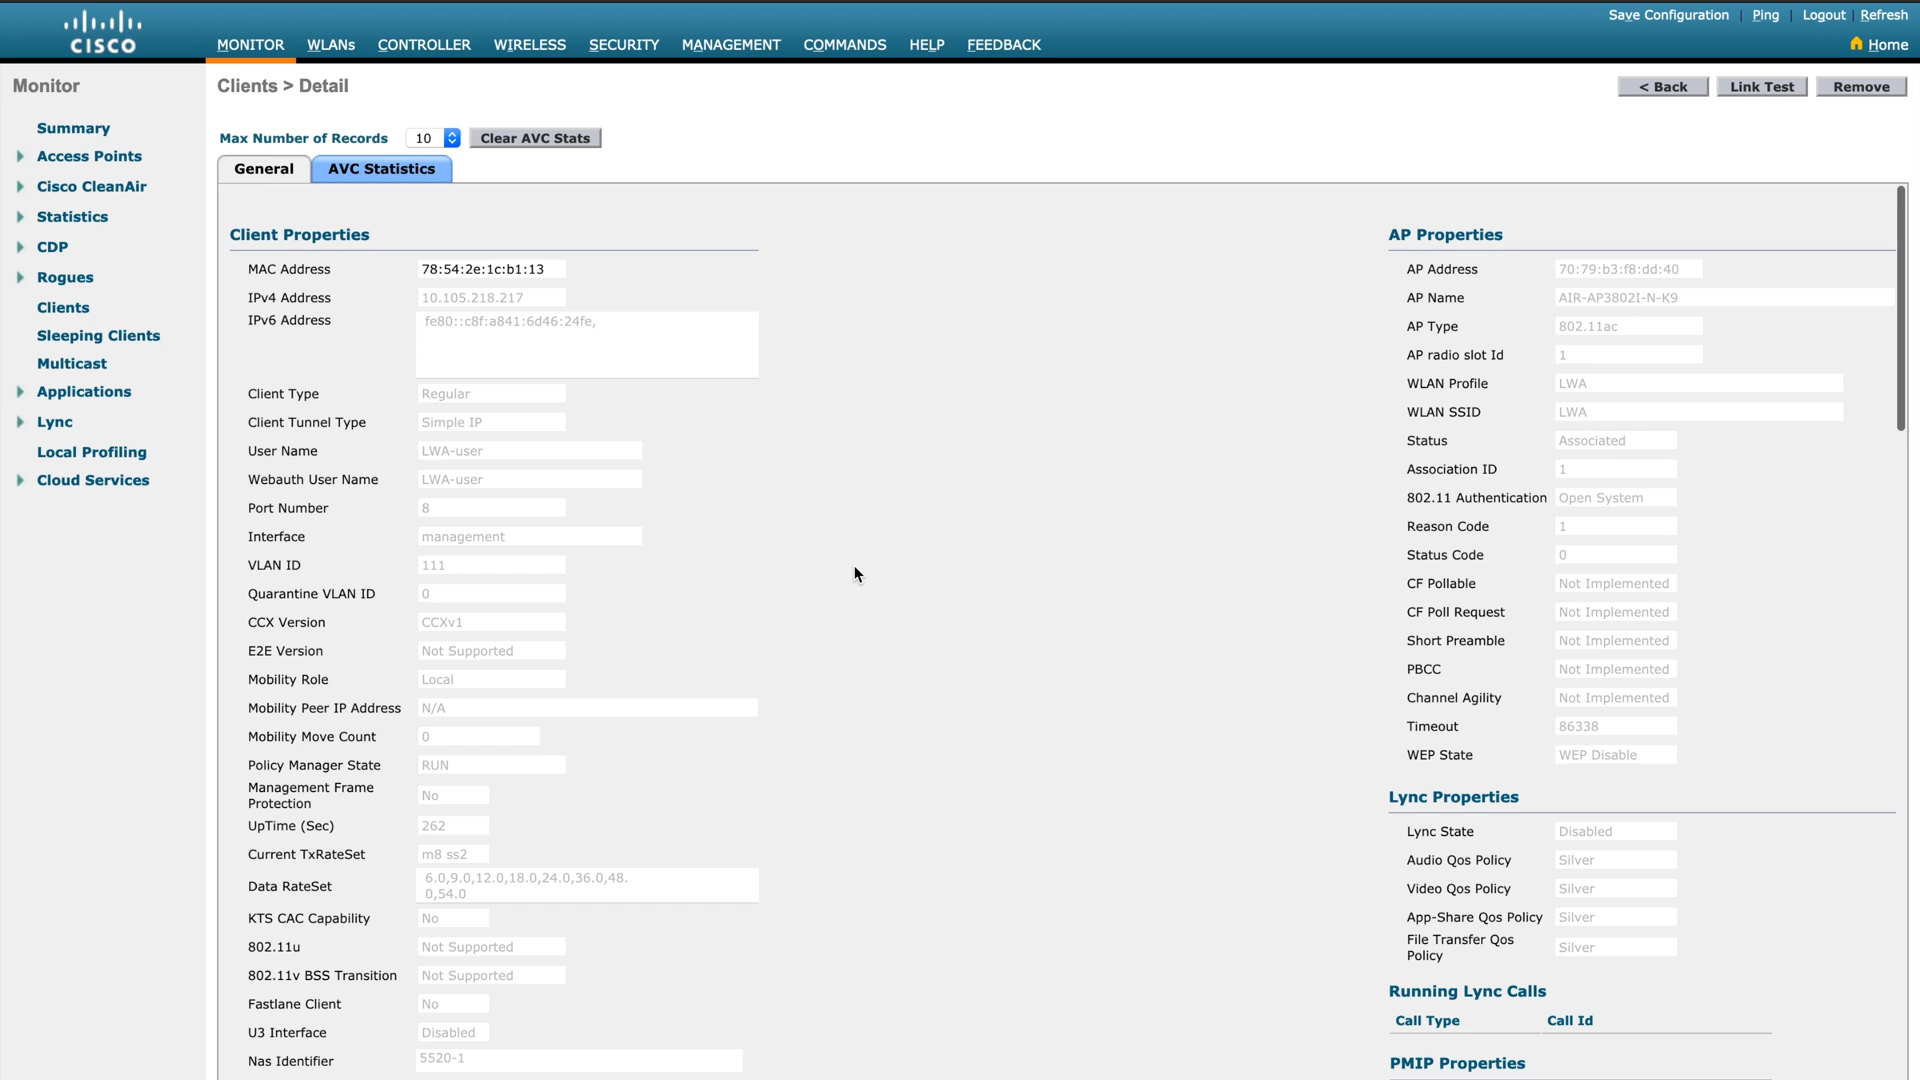 Save Configuration | Ping | Logout | Refresh
CISCO
MONITOR WLANs CONTROLLER WIRELESS SECURITY MANAGEMENT COMMANDS HELP FEEDBACK
Home
Monitor
Summary
Access Points
Cisco CleanAir
Statistics
CDP
Rogues
Clients
Sleeping Clients
Multicast
Applications
Lync
Local Profiling
Cloud Services
Clients > Detail
< Back Link Test Remove
Max Number of Records 10 Clear AVC Stats
General AVC Statistics
Client Properties
MAC Address 78:54:2e:1c:b1:13
IPv4 Address 10.105.218.217
IPv6 Address fe80::c8f:a841:6d46:24fe,
Client Type Regular
Client Tunnel Type Simple IP
User Name LWA-user
Webauth User Name LWA-user
Port Number 8
Interface management
VLAN ID 111
Quarantine VLAN ID 0
CCX Version CCXv1
E2E Version Not Supported
Mobility Role Local
Mobility Peer IP Address N/A
Mobility Move Count 0
Policy Manager State RUN
Management Frame
Protection No
UpTime (Sec) 262
Current TxRateSet m8 ss2
Data RateSet 6.0,9.0,12.0,18.0,24.0,36.0,48.
0,54.0
KTS CAC Capability No
802.11u Not Supported
802.11v BSS Transition Not Supported
Fastlane Client No
U3 Interface Disabled
Nas Identifier 5520-1
AP Properties
AP Address 70:79:b3:f8:dd:40
AP Name AIR-AP3802I-N-K9
AP Type 802.11ac
AP radio slot Id 1
WLAN Profile LWA
WLAN SSID LWA
Status Associated
Association ID 1
802.11 Authentication Open System
Reason Code 1
Status Code 0
CF Pollable Not Implemented
CF Poll Request Not Implemented
Short Preamble Not Implemented
PBCC Not Implemented
Channel Agility Not Implemented
Timeout 86338
WEP State WEP Disable
Lync Properties
Lync State Disabled
Audio Qos Policy Silver
Video Qos Policy Silver
App-Share Qos Policy Silver
File Transfer Qos
Policy Silver
Running Lync Calls
Call Type Call Id
PMIP Properties